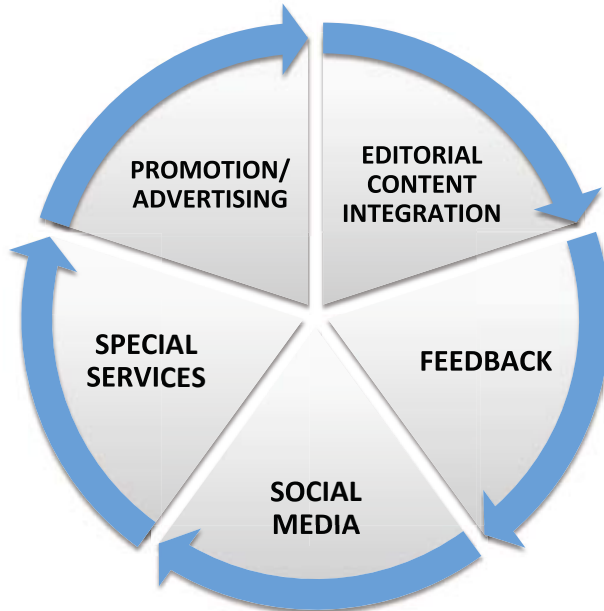 PROMOTION/
ADVERTISING
EDITORIAL
CONTENT
INTEGRATION
SPECIAL
SERVICES
FEEDBACK
SOCIAL
MEDIA